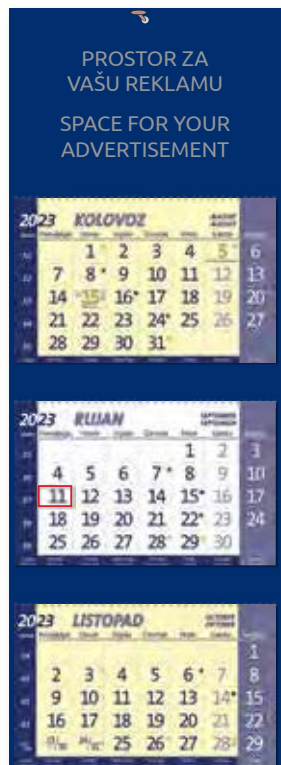 PROSTOR ZA
VAŠU REKLAMU
SPACE FOR YOUR
ADVERTISEMENT
2023 KOLOVOZ AUGUST
1 2 3 4 5 6
7 8 9 10 11 12 13
14 15 16 17 18 19 20
21 22 23 24 25 26 27
28 29 30 31
2023 RUJAN SEPTEMBER
1 2 3
4 5 6 7 8 9 10
11 12 13 14 15 16 17
18 19 20 21 22 23 24
25 26 27 28 29 30
2023 LISTOPAD
1
2 3 4 5 6 7 8
9 10 11 12 13 14 15
16 17 18 19 20 21 22
25 26 27 28 29